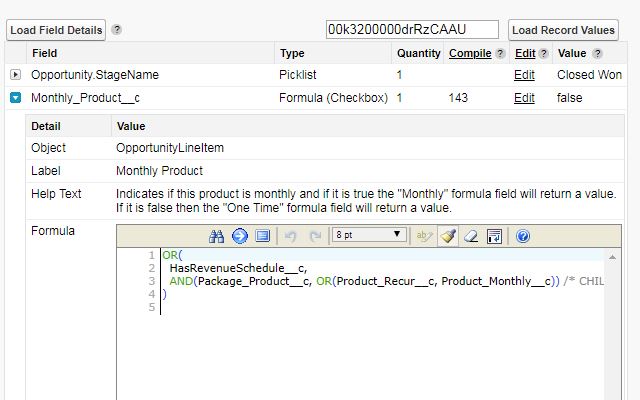 Load Field Details ? 00k3200000drRzCAAU Load Record Values
Field Type Quantity Compile ? Edit ? Value ?
Opportunity.StageName Picklist 1 Edit Closed Won
Monthly_Product__c Formula (Checkbox) 1 143 Edit false
Detail Value
Object OpportunityLineItem
Label Monthly Product
Help Text Indicates if this product is monthly and if it is true the "Monthly" formula field will return a value.
If it is false then the "One Time" formula field will return a value.
Formula
8 pt ab ?
1 OR(
2 HasRevenueSchedule__c,
3 AND(Package_Product__c, OR(Product_Recur__c, Product_Monthly__c)) /* CHIL
4 )
5